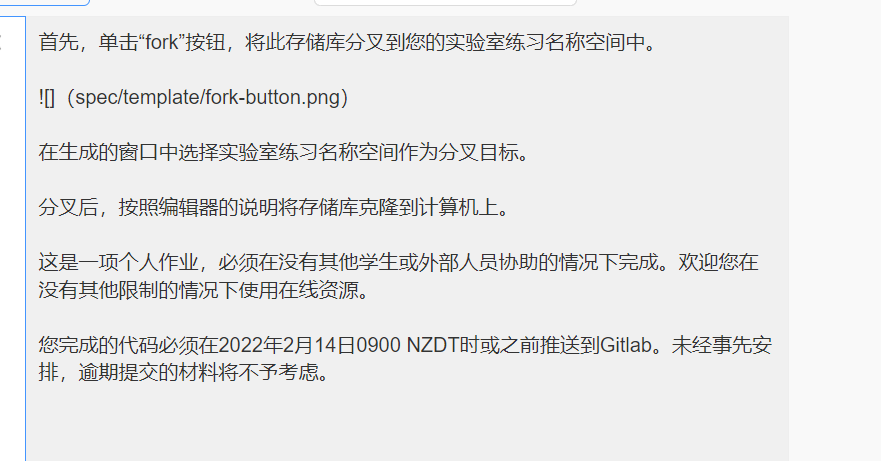 首先，单击“fork”按钮，将此存储库分叉到您的实验室练习名称空间中。
![]（spec/template/fork-button.png）
在生成的窗口中选择实验室练习名称空间作为分叉目标。
分叉后，按照编辑器的说明将存储库克隆到计算机上。
这是一项个人作业，必须在没有其他学生或外部人员协助的情况下完成。欢迎您在
没有其他限制的情况下使用在线资源。
您完成的代码必须在2022年2月14日0900 NZDT时或之前推送到Gitlab。未经事先安
排，逾期提交的材料将不予考虑。